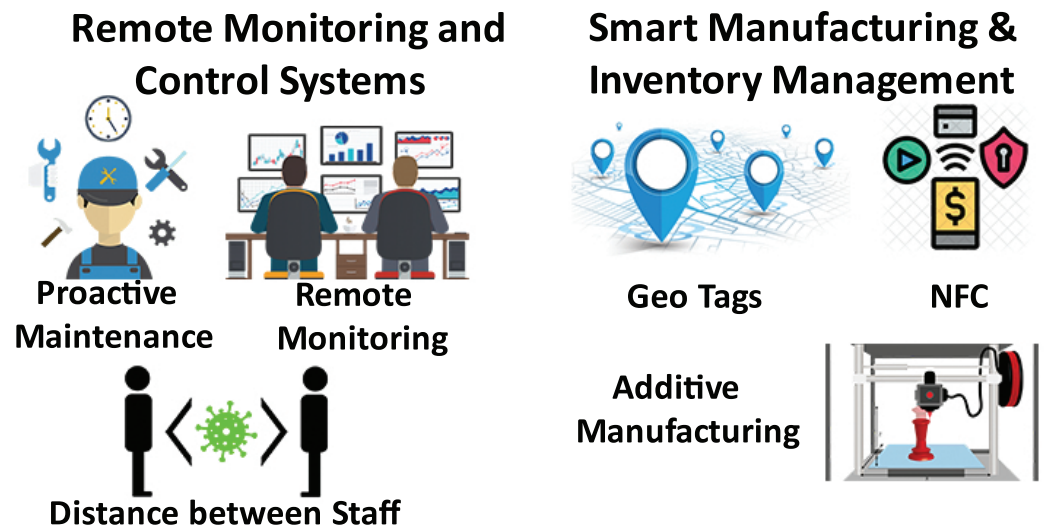 Remote Monitoring and
Control Systems
Proactive
Maintenance
Remote
Monitoring
Distance between Staff
Smart Manufacturing &
Inventory Management
Geo Tags
NFC
$
Additive
Manufacturing